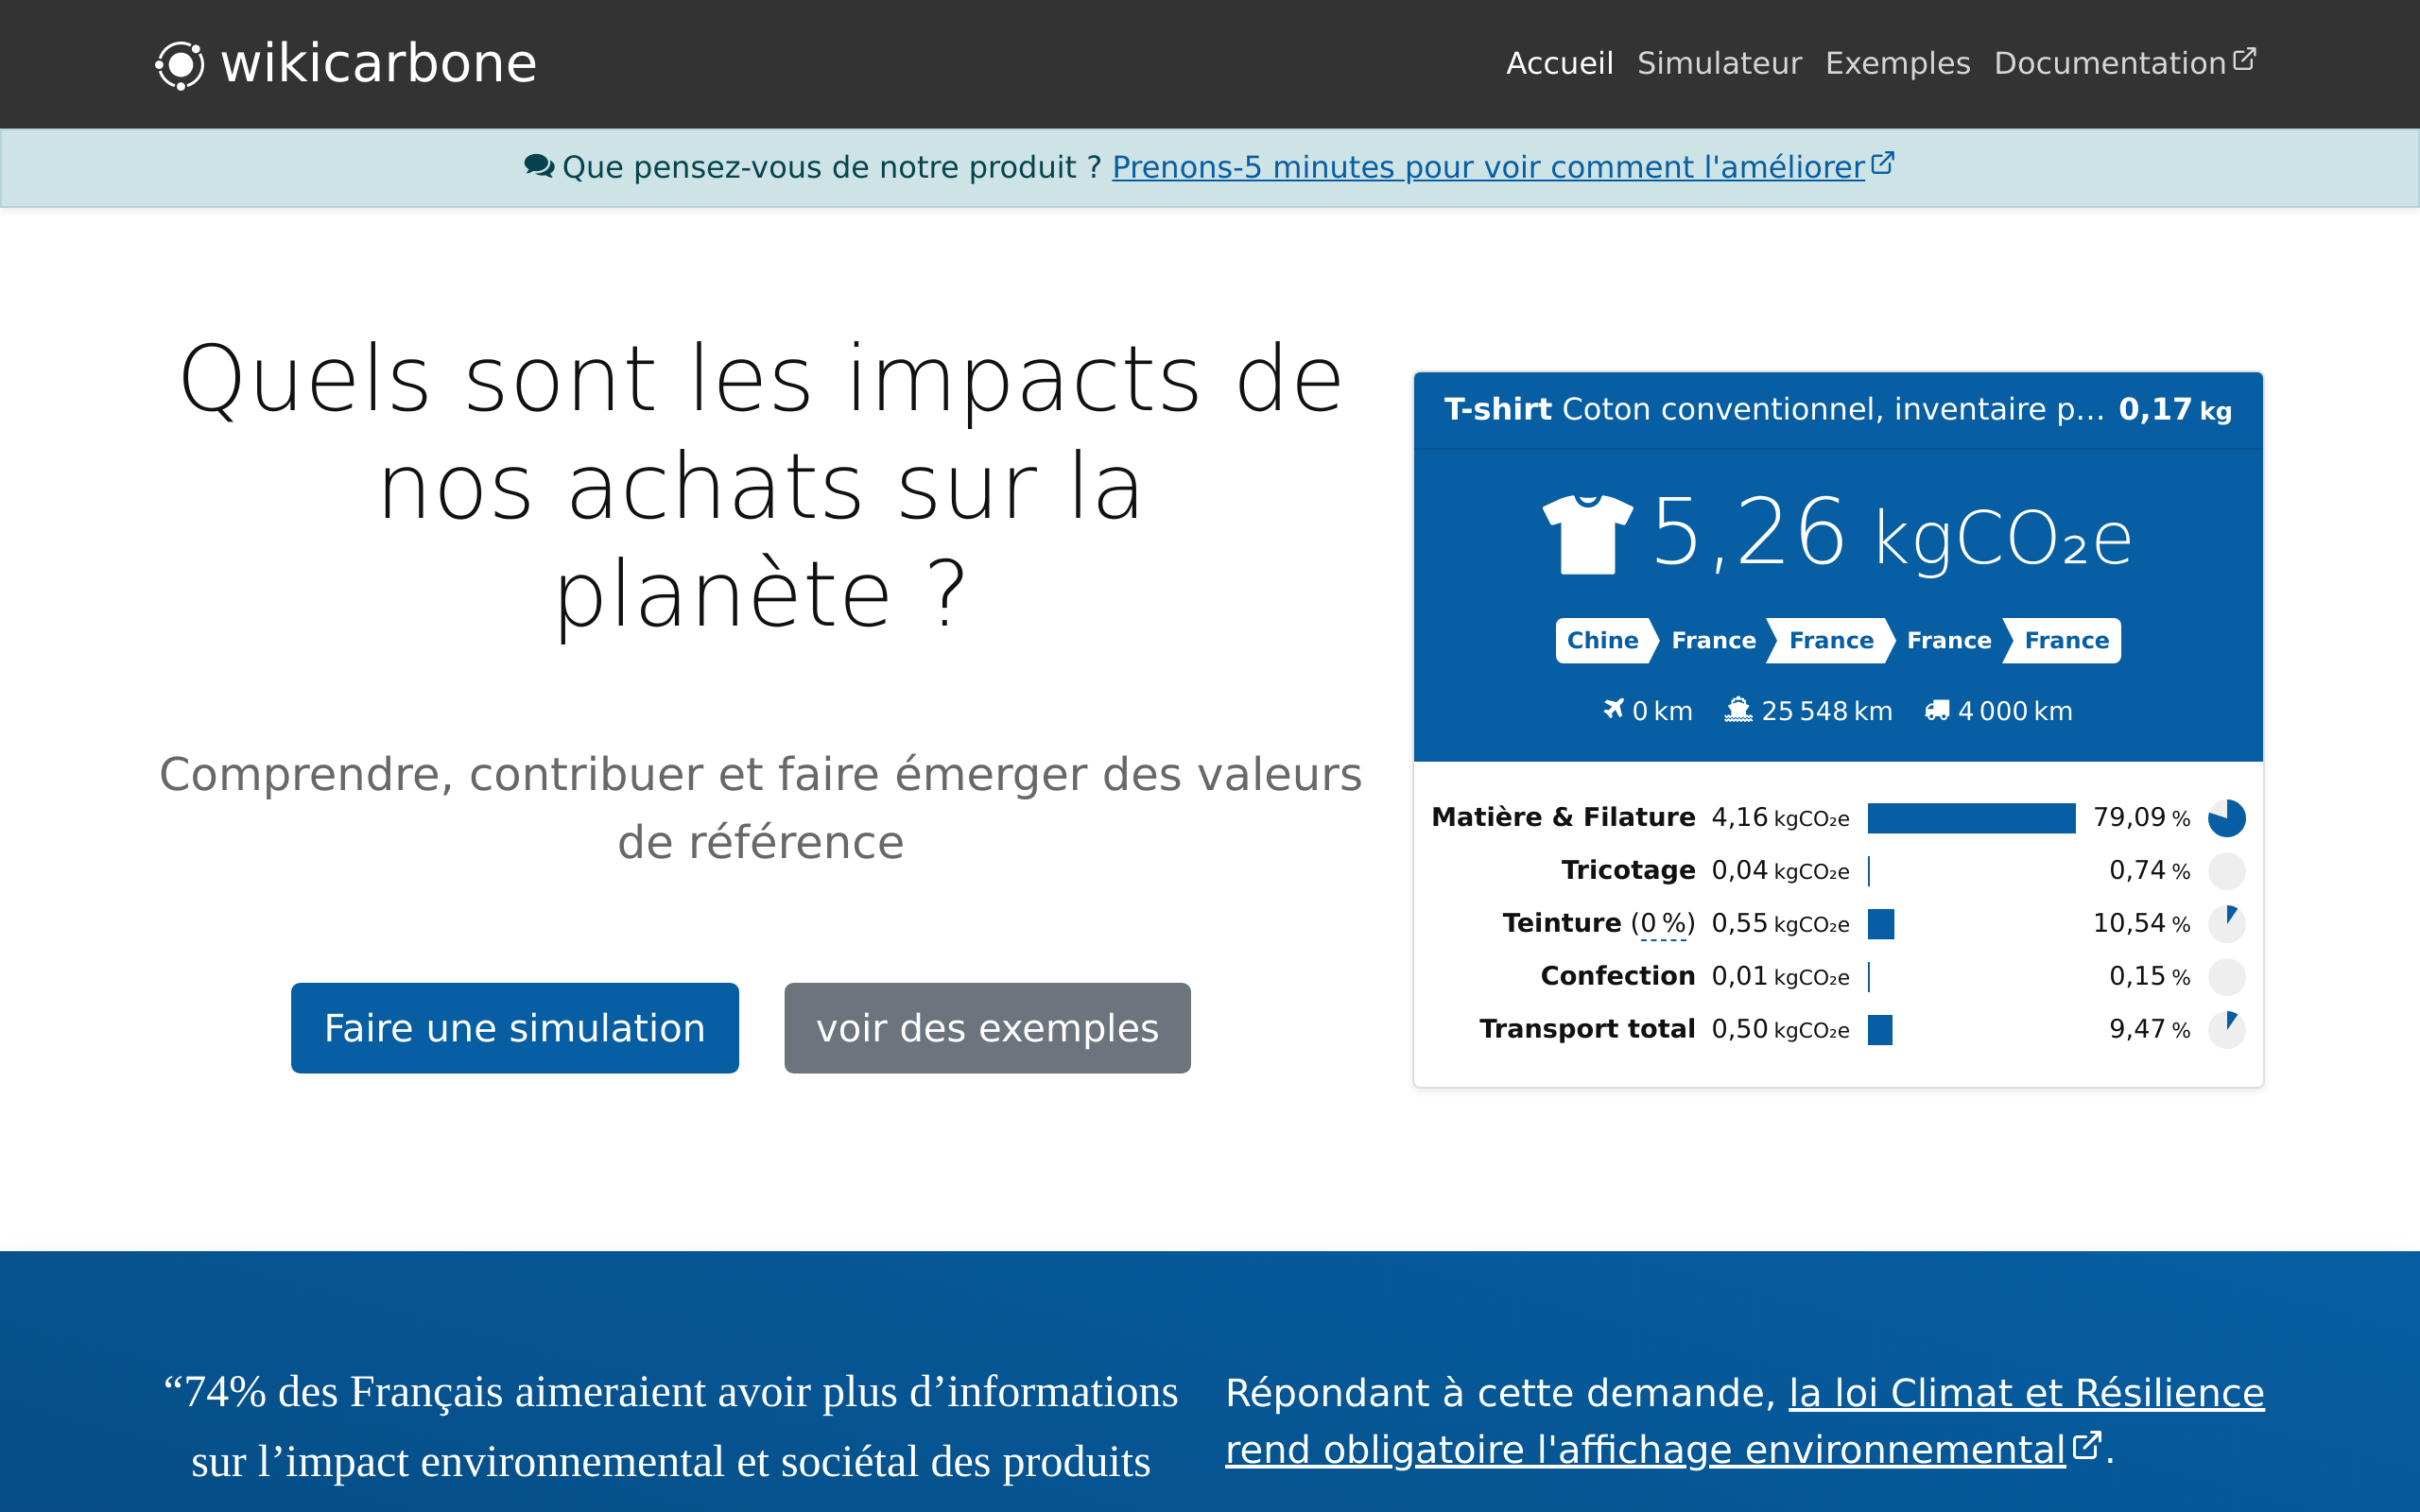 wikicarbone
Accueil Simulateur Exemples Documentation
Que pensez-vous de notre produit ? Prenons-5 minutes pour voir comment l'améliorer
Quels sont les impacts de
nos achats sur la
planète ?
Comprendre, contribuer et faire émerger des valeurs
de référence
Faire une simulation voir des exemples
T-shirt Coton conventionnel, inventaire p... 0,17 kg
5,26 kgCO₂e
Chine France France France France
0 km 25 548 km 4 000 km
Matière & Filature 4,16 kgCO₂e 79,09 %
Tricotage 0,04 kgCO₂e 0,74 %
Teinture (0 %) 0,55 kgCO₂e 10,54 %
Confection 0,01 kgCO₂e 0,15 %
Transport total 0,50 kgCO₂e 9,47 %
“74% des Français aimeraient avoir plus d’informations
sur l’impact environnemental et sociétal des produits
Répondant à cette demande, la loi Climat et Résilience
rend obligatoire l'affichage environnemental.